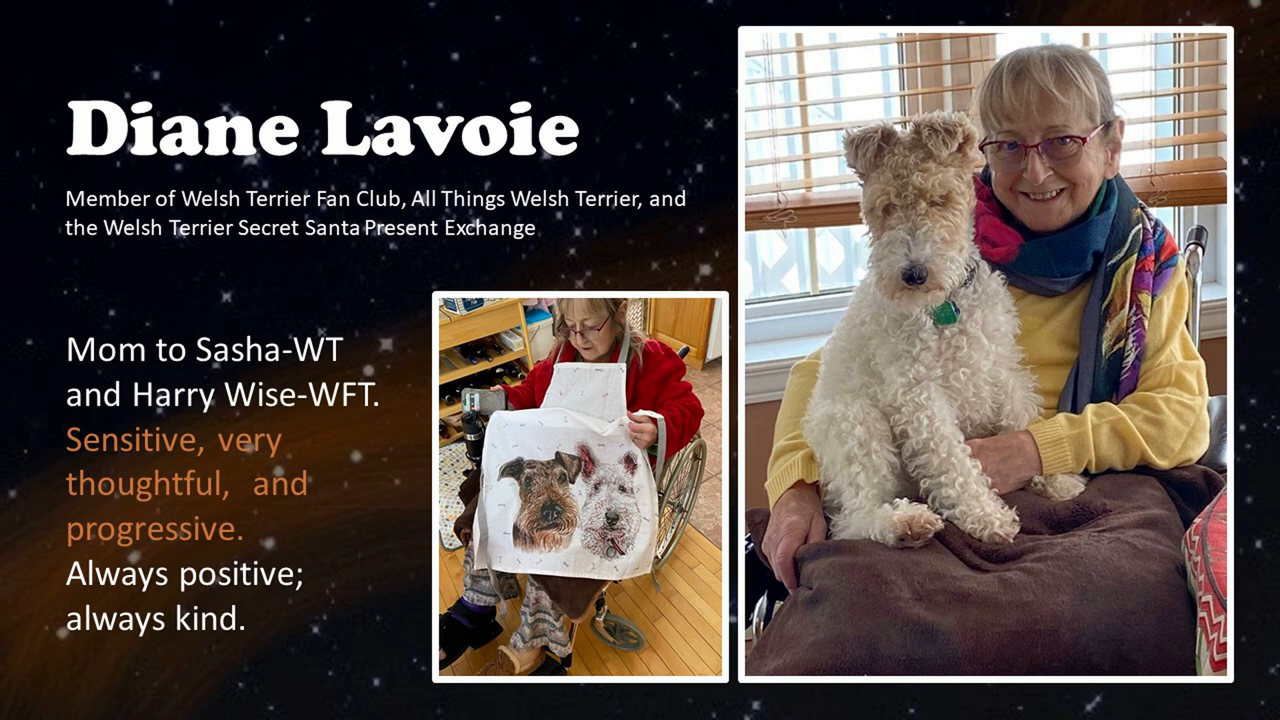 Diane Lavoie
Member of Welsh Terrier Fan Club, All Things Welsh Terrier, and
the Welsh Terrier Secret Santa Present Exchange
Mom to Sasha-WT
and Harry Wise-WFT.
Sensitive, very
thoughtful, and
progressive.
Always positive;
always kind.